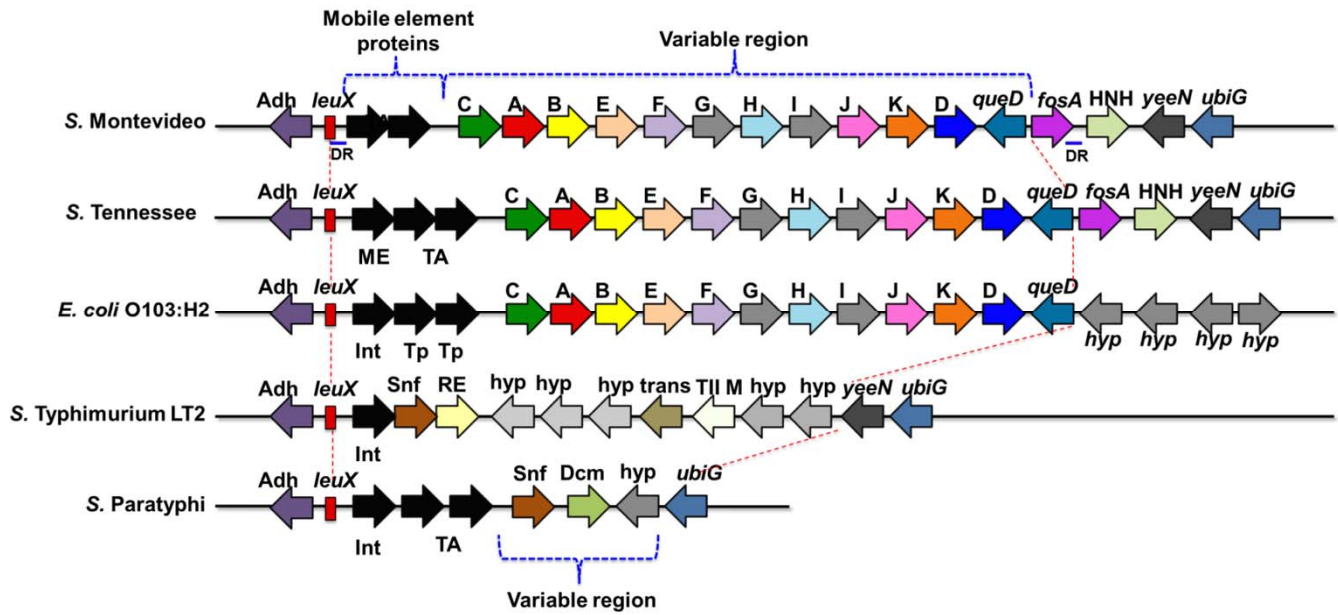 Mobile element
proteins
Variable region
Adh leuX C A B E F G H I J K D queD fosA HNH yeeN ubiG
S. Montevideo
DR DR
Adh leuX C A B E F G H I J K D queD fosA HNH yeeN ubiG
S. Tennessee
ME TA
Adh leuX C A B E F G H I J K D queD
E. coli O103:H2
Int Tp Tp hyp hyp hyp hyp
Adh leuX Snf RE hyp hyp hyp trans TII M hyp hyp yeeN ubiG
S. Typhimurium LT2
Int
Adh leuX Snf Dcm hyp ubiG
S. Paratyphi
Int TA
Variable region